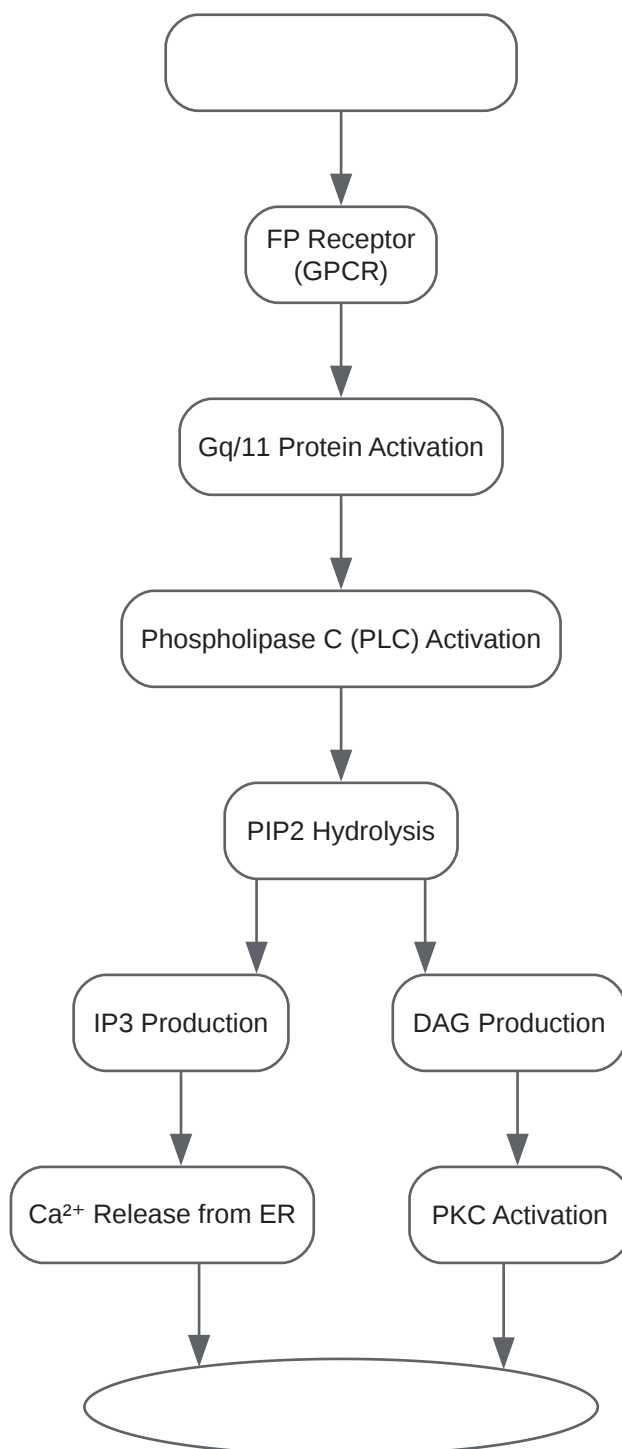 FP Receptor
(GPCR)
Gq/11 Protein Activation
Phospholipase C (PLC) Activation
PIP2 Hydrolysis
IP3 Production
DAG Production
Ca²⁺ Release from ER
PKC Activation